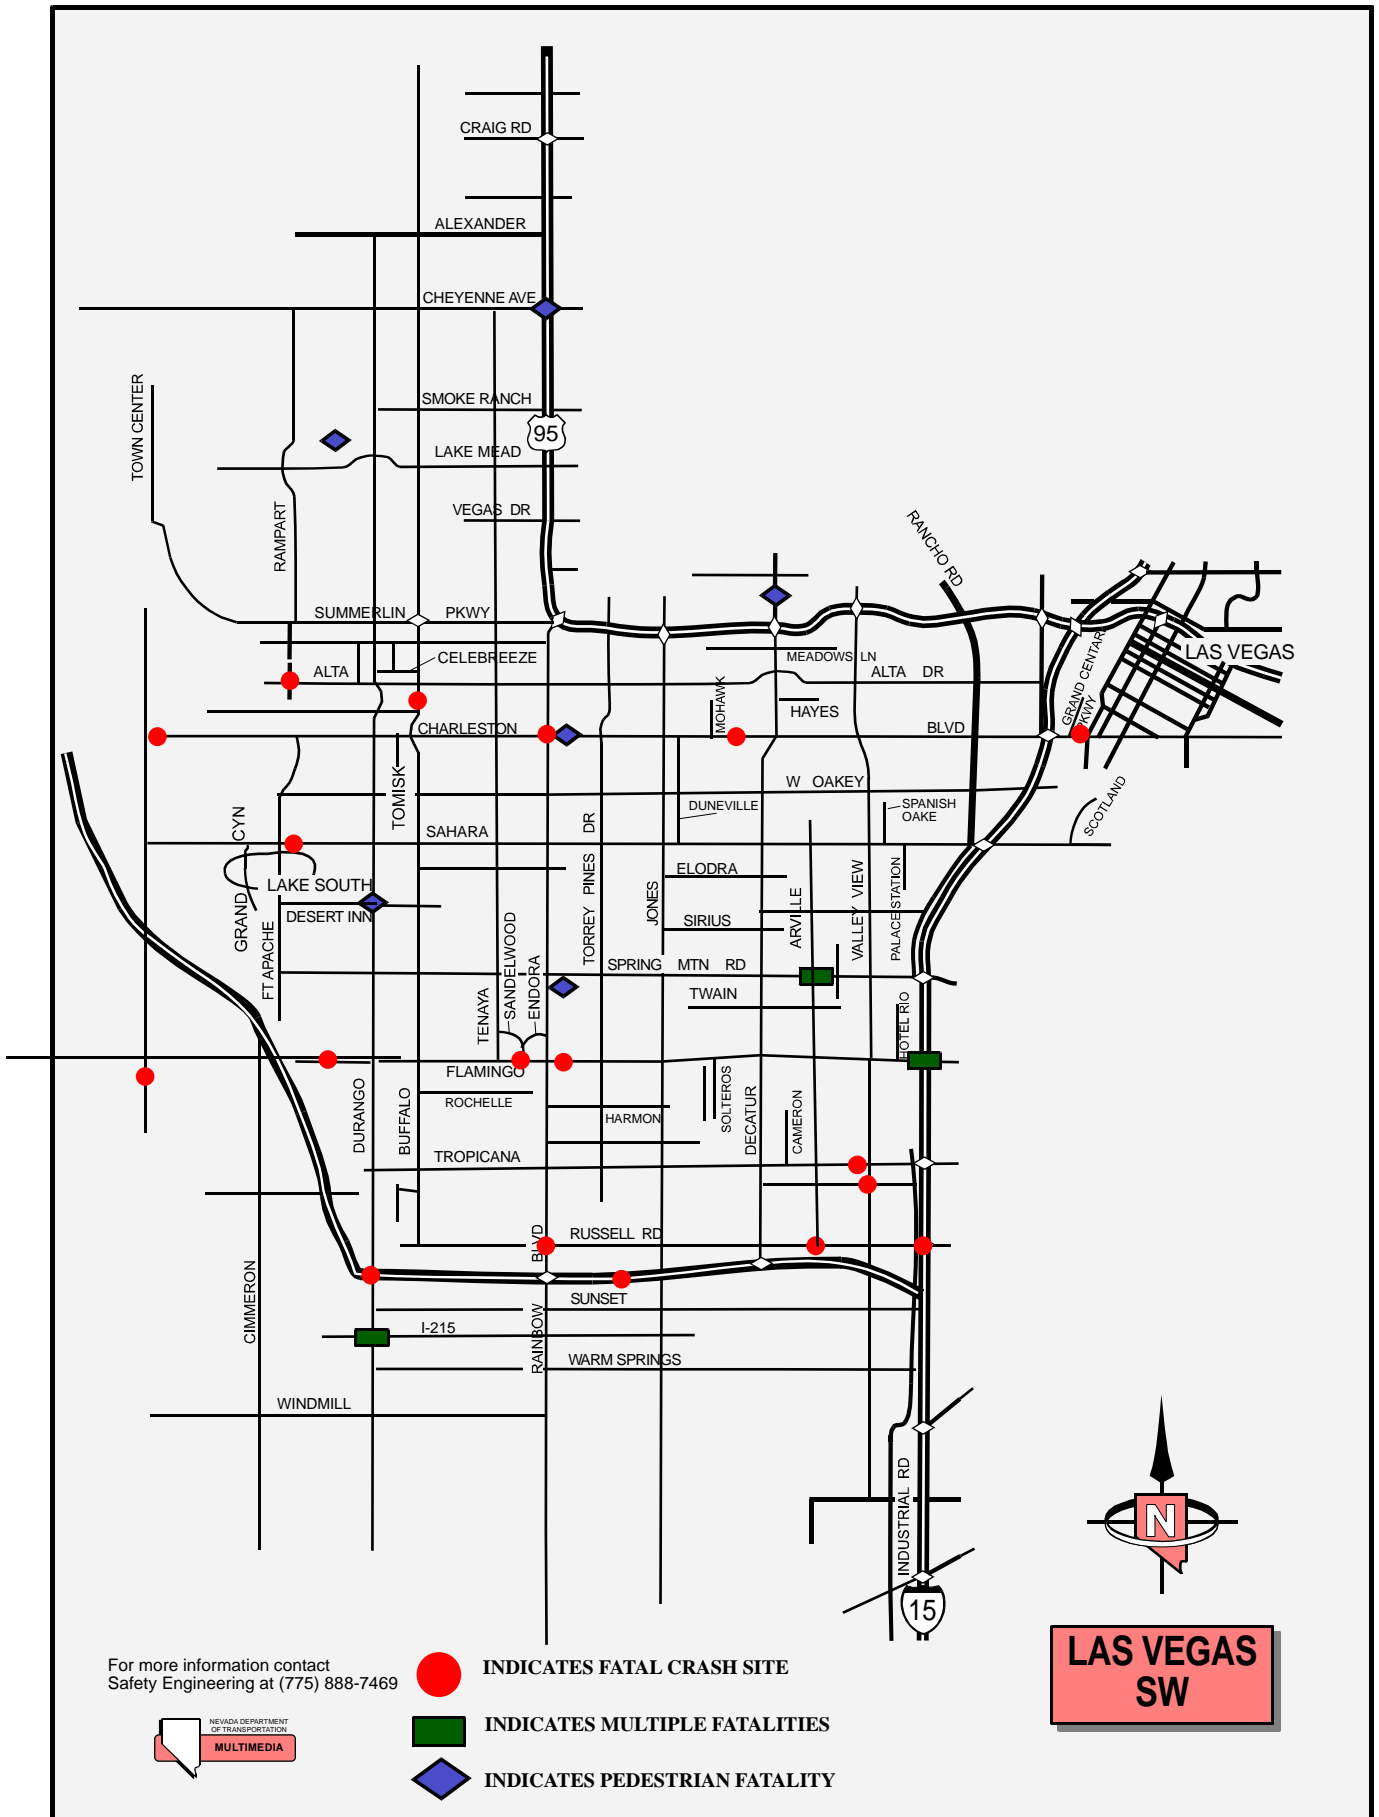 CRAIG RD
ALEXANDER
CHEYENNE AVE
TOWN CENTER
SMOKE RANCH
95
LAKE MEAD
RAMPART
VEGAS DR
RANCHO RD
SUMMERLIN PKWY
CELEBREEZE
ALTA
MEADOWS LN
ALTA DR
LAS VEGAS
GRAND CENTAR
PKWY
MOHAWK
HAYES
CHARLESTON
BLVD
TOMISK
W OAKEY
DUNEVILLE
SPANISH
OAKE
SCOTLAND
GRAND CYN
SAHARA
TORREY PINES DR
ELODRA
LAKE SOUTH
DESERT INN
JONES
SIRIUS
ARVILLE
VALLEY VIEW
PALACE STATION
FT APACHE
SPRING MTN RD
TWAIN
TENAYA
SANDELWOOD
ENDORA
HOTEL RIO
FLAMINGO
ROCHELLE
HARMON
SOLTEROS
DECATUR
CAMERON
DURANGO
BUFFALO
TROPICANA
RUSSELL RD
RAINBOW BLVD
CIMMERON
SUNSET
I-215
WARM SPRINGS
WINDMILL
INDUSTRIAL RD
15
N
LAS VEGAS
SW
For more information contact
Safety Engineering at (775) 888-7469
NEVADA DEPARTMENT
OF TRANSPORTATION
MULTIMEDIA
INDICATES FATAL CRASH SITE
INDICATES MULTIPLE FATALITIES
INDICATES PEDESTRIAN FATALITY